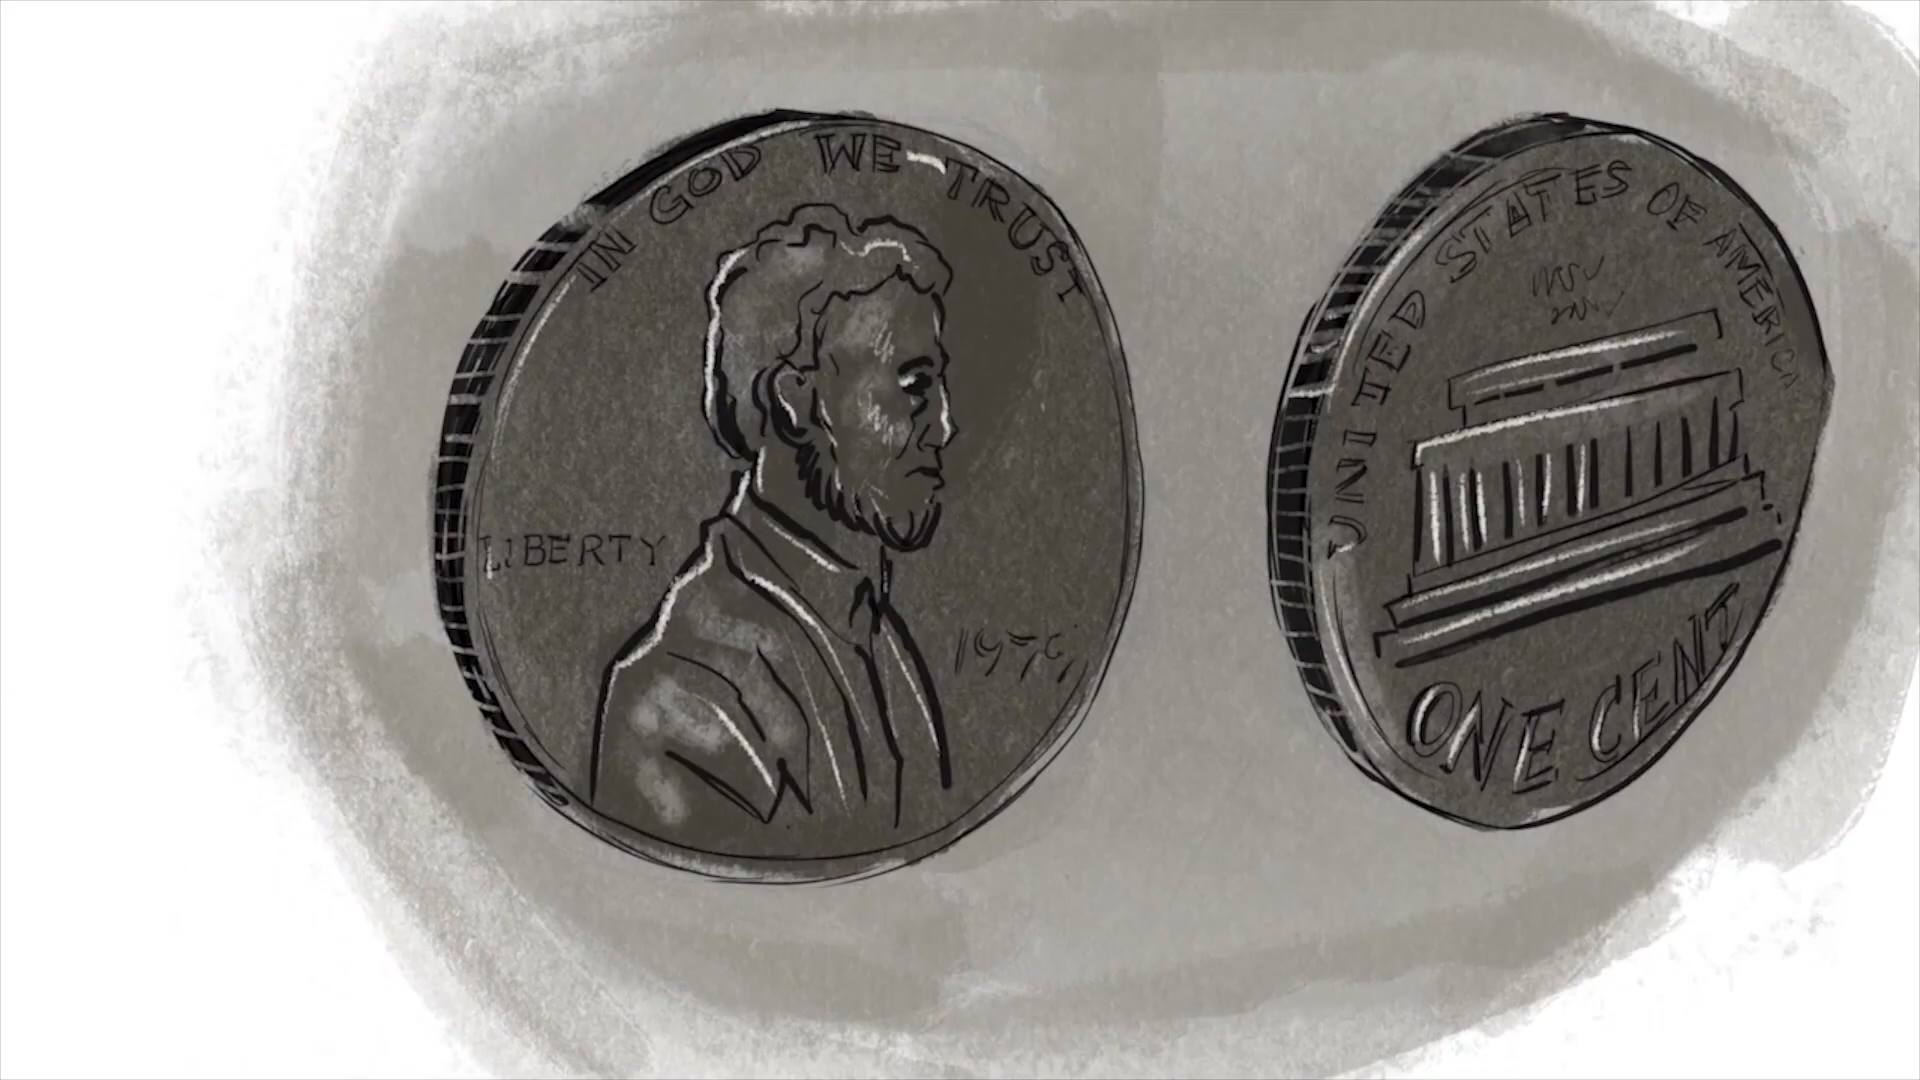 IN GOD WE TRUST
LIBERTY
UNITED STATES OF AMERICA
ONE CENT